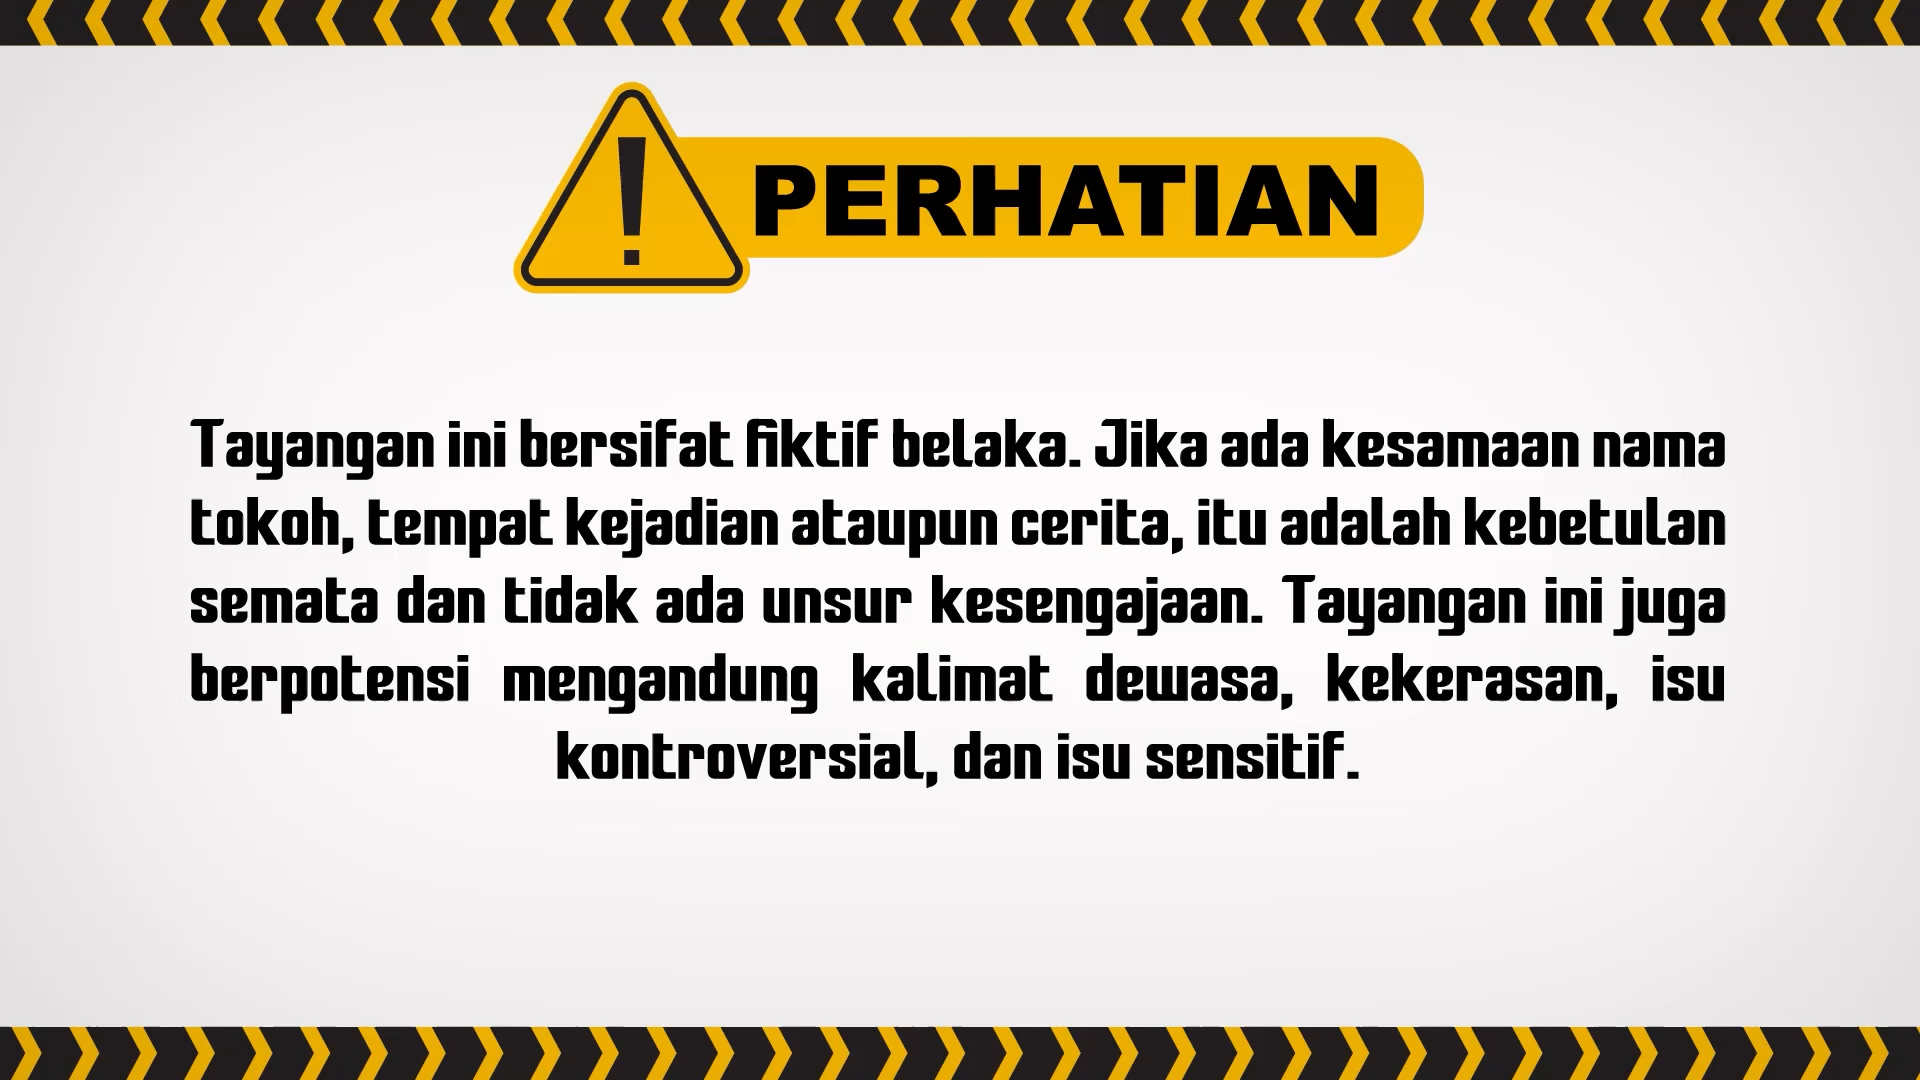 PERHATIAN
Tayangan ini bersifat fiktif belaka. Jika ada kesamaan nama
tokoh, tempat kejadian ataupun cerita, itu adalah kebetulan
semata dan tidak ada unsur kesengajaan. Tayangan ini juga
berpotensi mengandung kalimat dewasa, kekerasan, isu
kontroversial, dan isu sensitif.